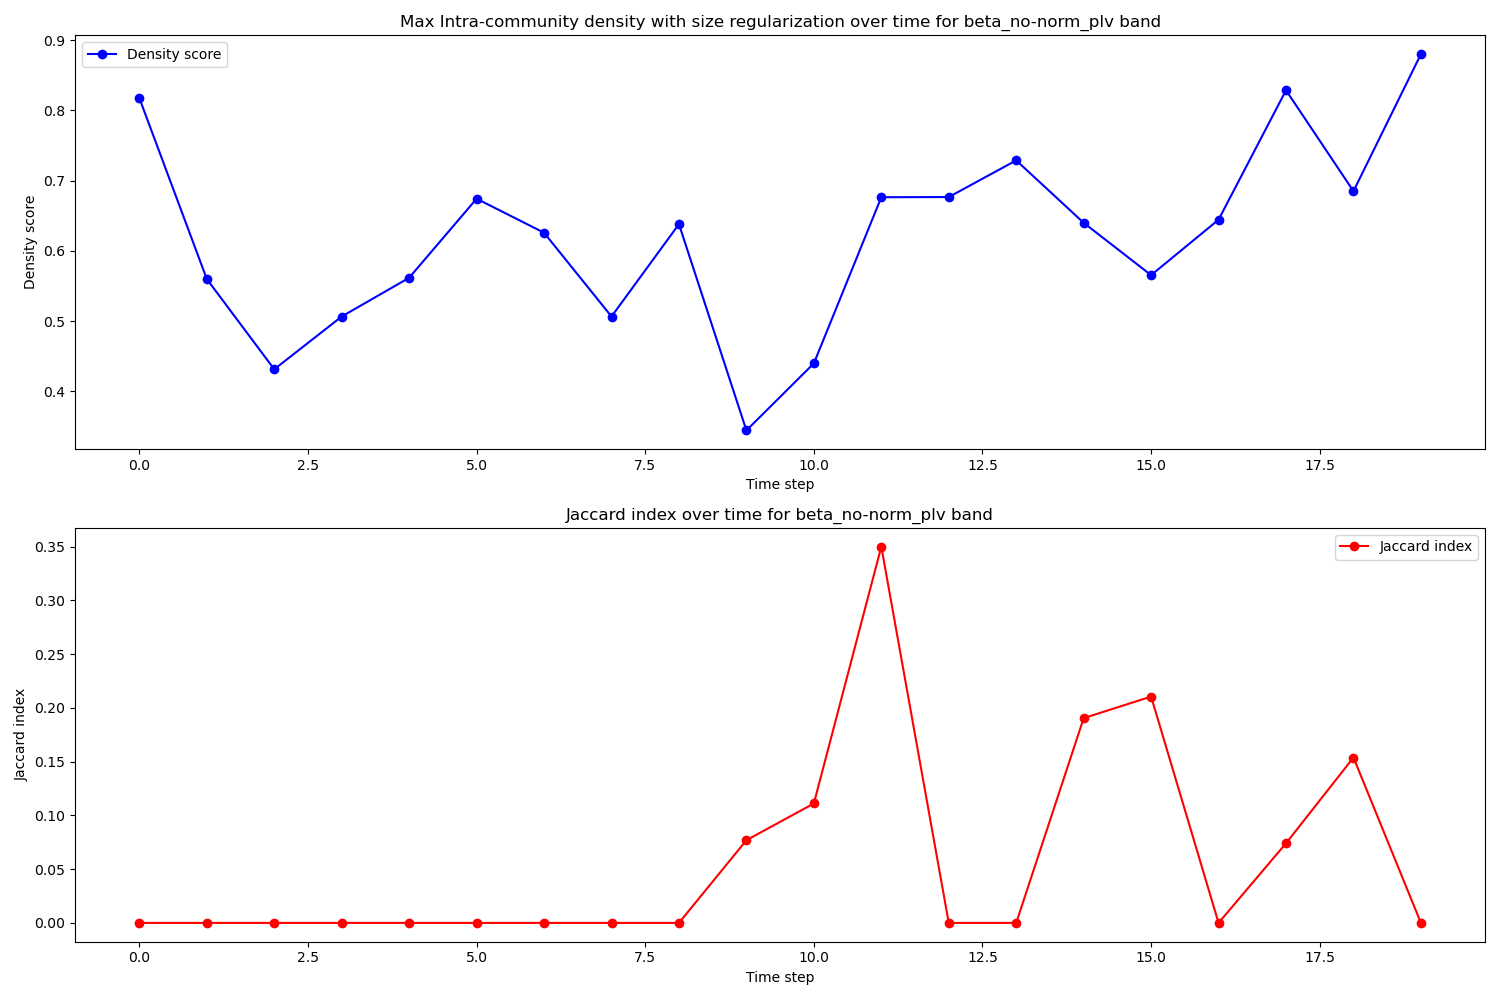 Max Intra-community density with size regularization over time for beta_no-norm_plv band
Density score
0.9
0.8
0.7
0.6
0.5
0.4
Density score
0.0 2.5 5.0 7.5 10.0 12.5 15.0 17.5
Time step
Jaccard index over time for beta_no-norm_plv band
Jaccard index
0.35
0.30
0.25
0.20
0.15
0.10
0.05
0.00
Jaccard index
0.0 2.5 5.0 7.5 10.0 12.5 15.0 17.5
Time step